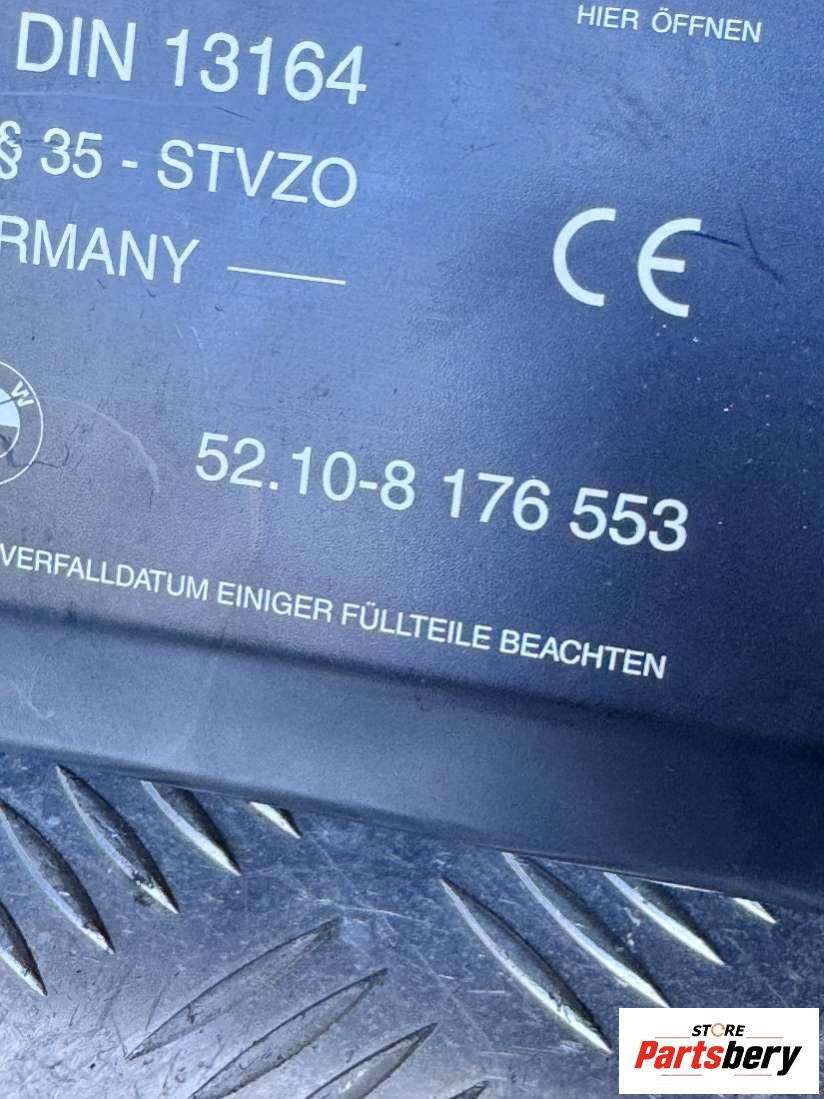 HIER ÖFFNEN
DIN 13164
§ 35 - STVZO
RMANY
CE
W
52.10-8 176 553
VERFALLDATUM EINIGER FÜLLTEILE BEACHTEN
STORE
Partsbery